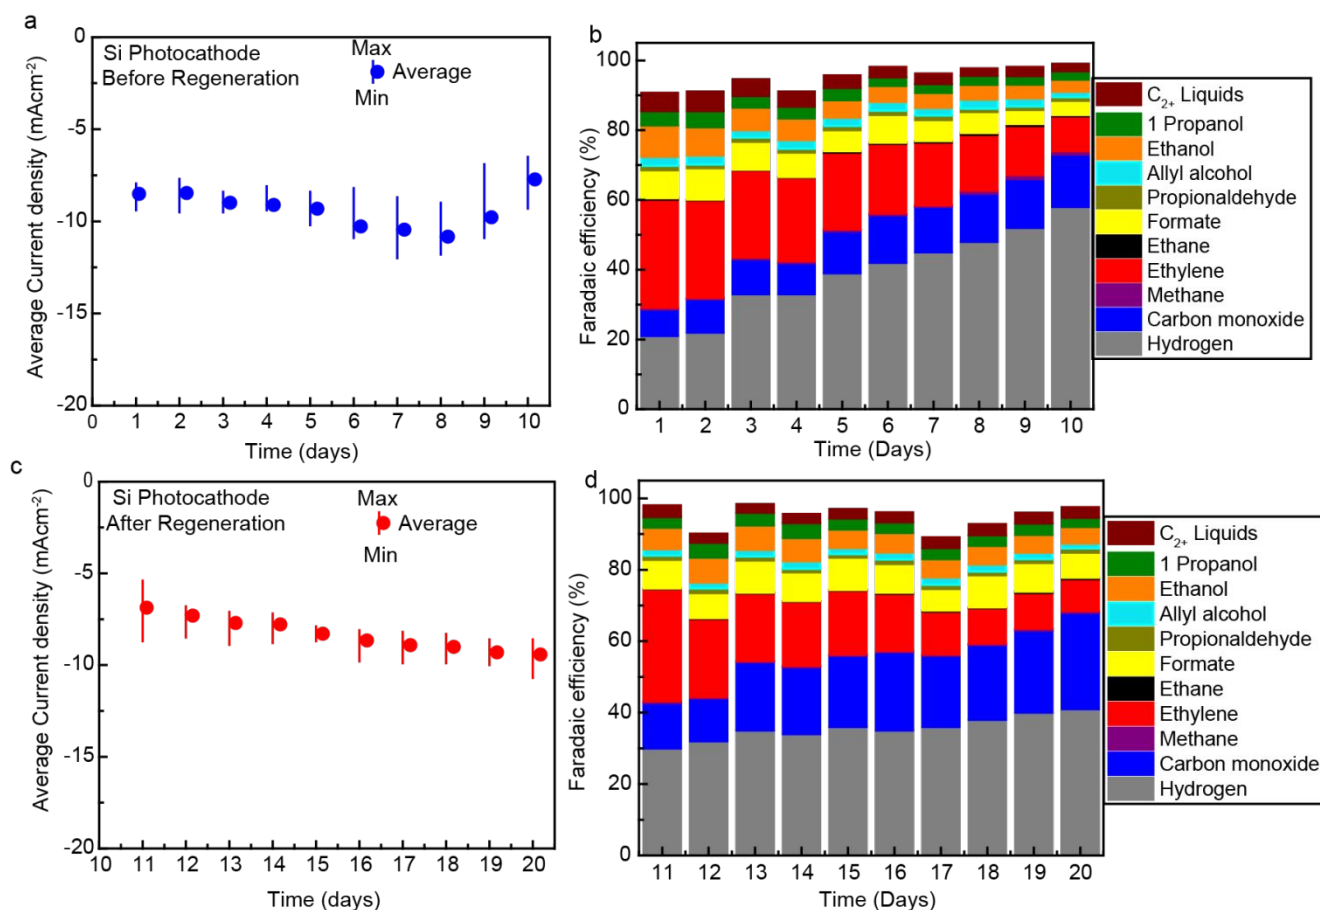 a
Si Photocathode
Before Regeneration
Max
Average
Min
Average Current density (mAcm⁻²)
0
-5
-10
-15
-20
0 1 2 3 4 5 6 7 8 9 10
Time (days)
b
Faradaic efficiency (%)
100
80
60
40
20
0
1 2 3 4 5 6 7 8 9 10
Time (Days)
C₂₊ Liquids
1 Propanol
Ethanol
Allyl alcohol
Propionaldehyde
Formate
Ethane
Ethylene
Methane
Carbon monoxide
Hydrogen
c
Si Photocathode
After Regeneration
Max
Average
Min
Average Current density (mAcm⁻²)
0
-5
-10
-15
-20
10 11 12 13 14 15 16 17 18 19 20
Time (days)
d
Faradaic efficiency (%)
100
80
60
40
20
0
11 12 13 14 15 16 17 18 19 20
Time (Days)
C₂₊ Liquids
1 Propanol
Ethanol
Allyl alcohol
Propionaldehyde
Formate
Ethane
Ethylene
Methane
Carbon monoxide
Hydrogen